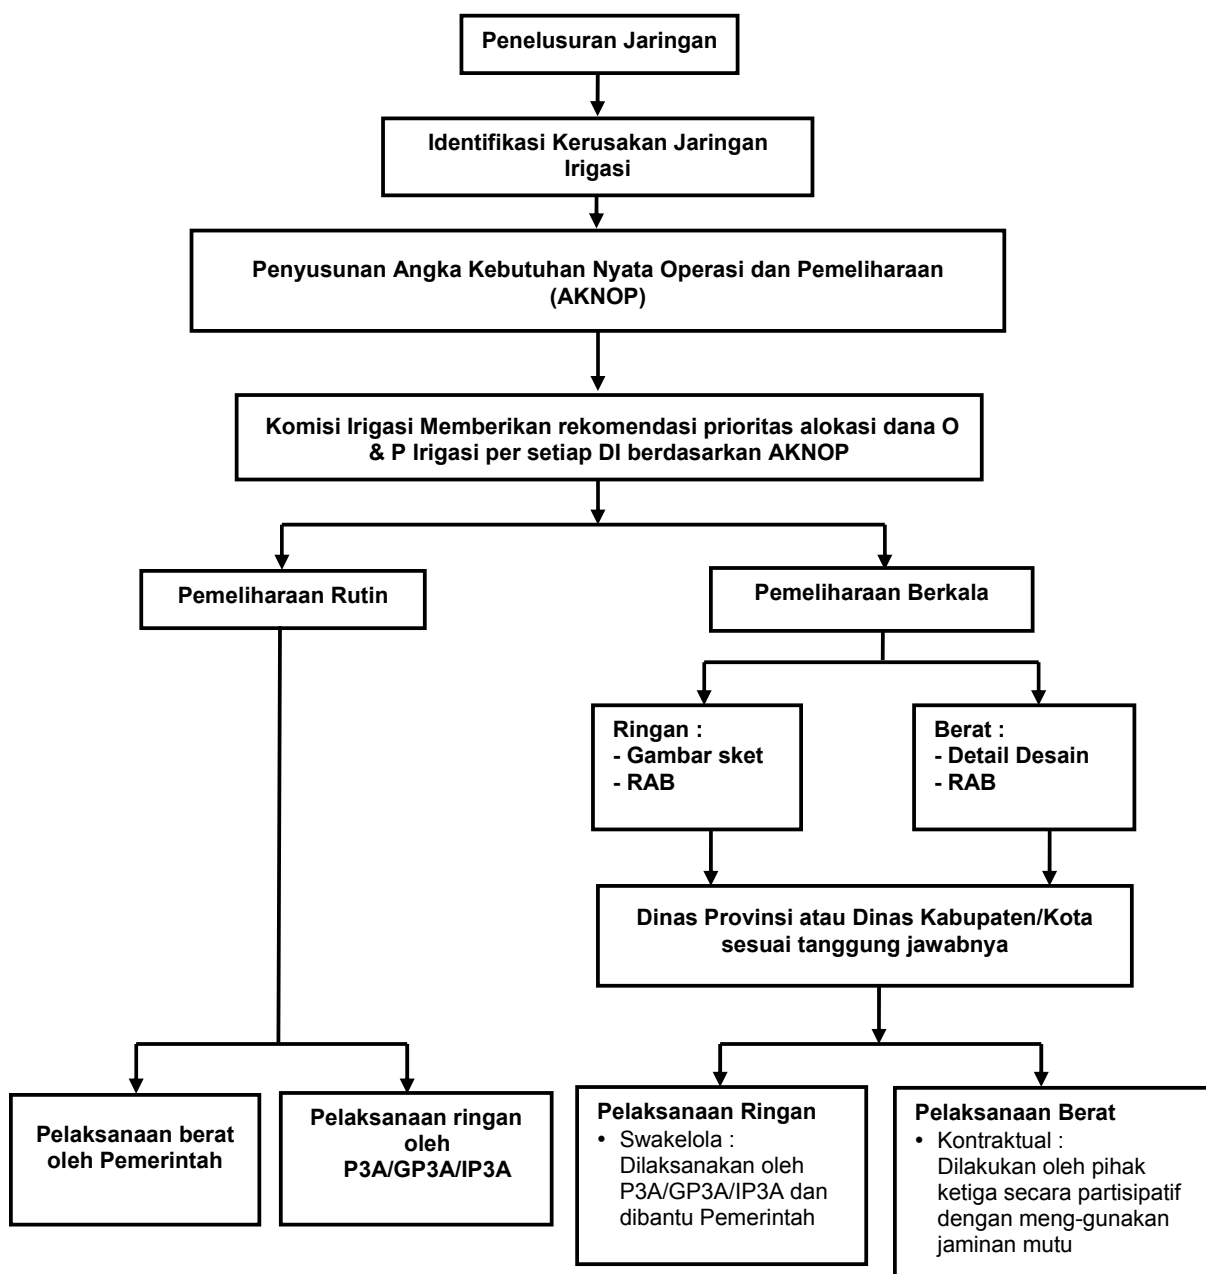 Penelusuran Jaringan
Identifikasi Kerusakan Jaringan
Irigasi
Penyusunan Angka Kebutuhan Nyata Operasi dan Pemeliharaan
(AKNOP)
Komisi Irigasi Memberikan rekomendasi prioritas alokasi dana O
& P Irigasi per setiap DI berdasarkan AKNOP
Pemeliharaan Rutin
Pemeliharaan Berkala
Ringan :
- Gambar sket
- RAB
Berat :
- Detail Desain
- RAB
Dinas Provinsi atau Dinas Kabupaten/Kota
sesuai tanggung jawabnya
Pelaksanaan berat
oleh Pemerintah
Pelaksanaan ringan
oleh
P3A/GP3A/IP3A
Pelaksanaan Ringan
• Swakelola :
Dilaksanakan oleh
P3A/GP3A/IP3A dan
dibantu Pemerintah
Pelaksanaan Berat
• Kontraktual :
Dilakukan oleh pihak
ketiga secara partisipatif
dengan meng-gunakan
jaminan mutu